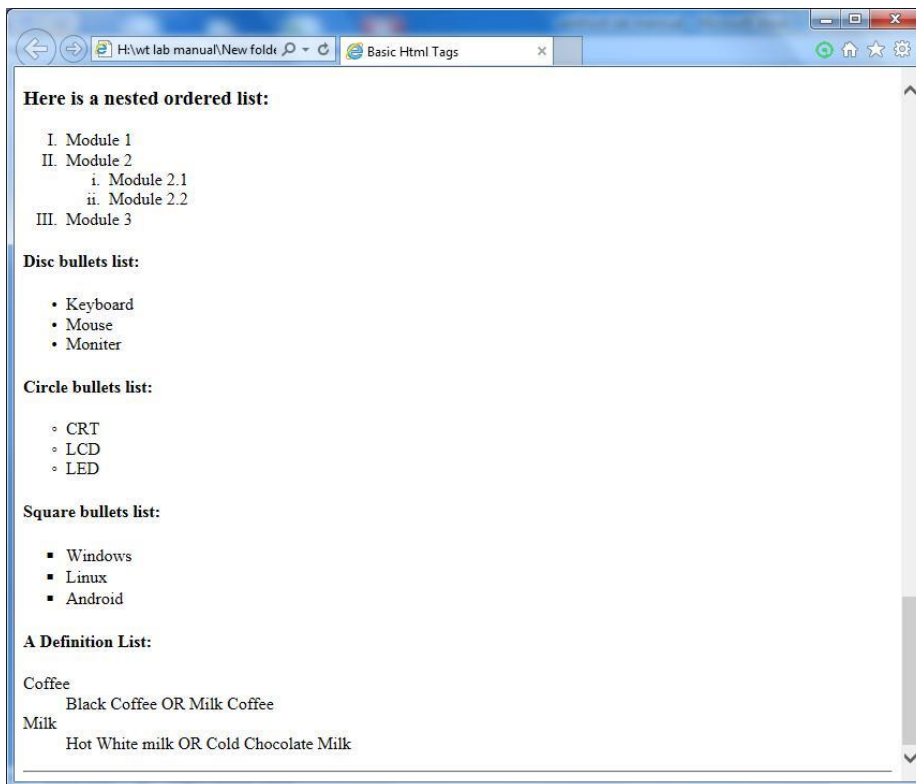 H:\wt lab manual\New folde
Basic Html Tags
Here is a nested ordered list:
I. Module 1
II. Module 2
i. Module 2.1
ii. Module 2.2
III. Module 3
Disc bullets list:
• Keyboard
• Mouse
• Moniter
Circle bullets list:
◦ CRT
◦ LCD
◦ LED
Square bullets list:
▪ Windows
▪ Linux
▪ Android
A Definition List:
Coffee
Black Coffee OR Milk Coffee
Milk
Hot White milk OR Cold Chocolate Milk